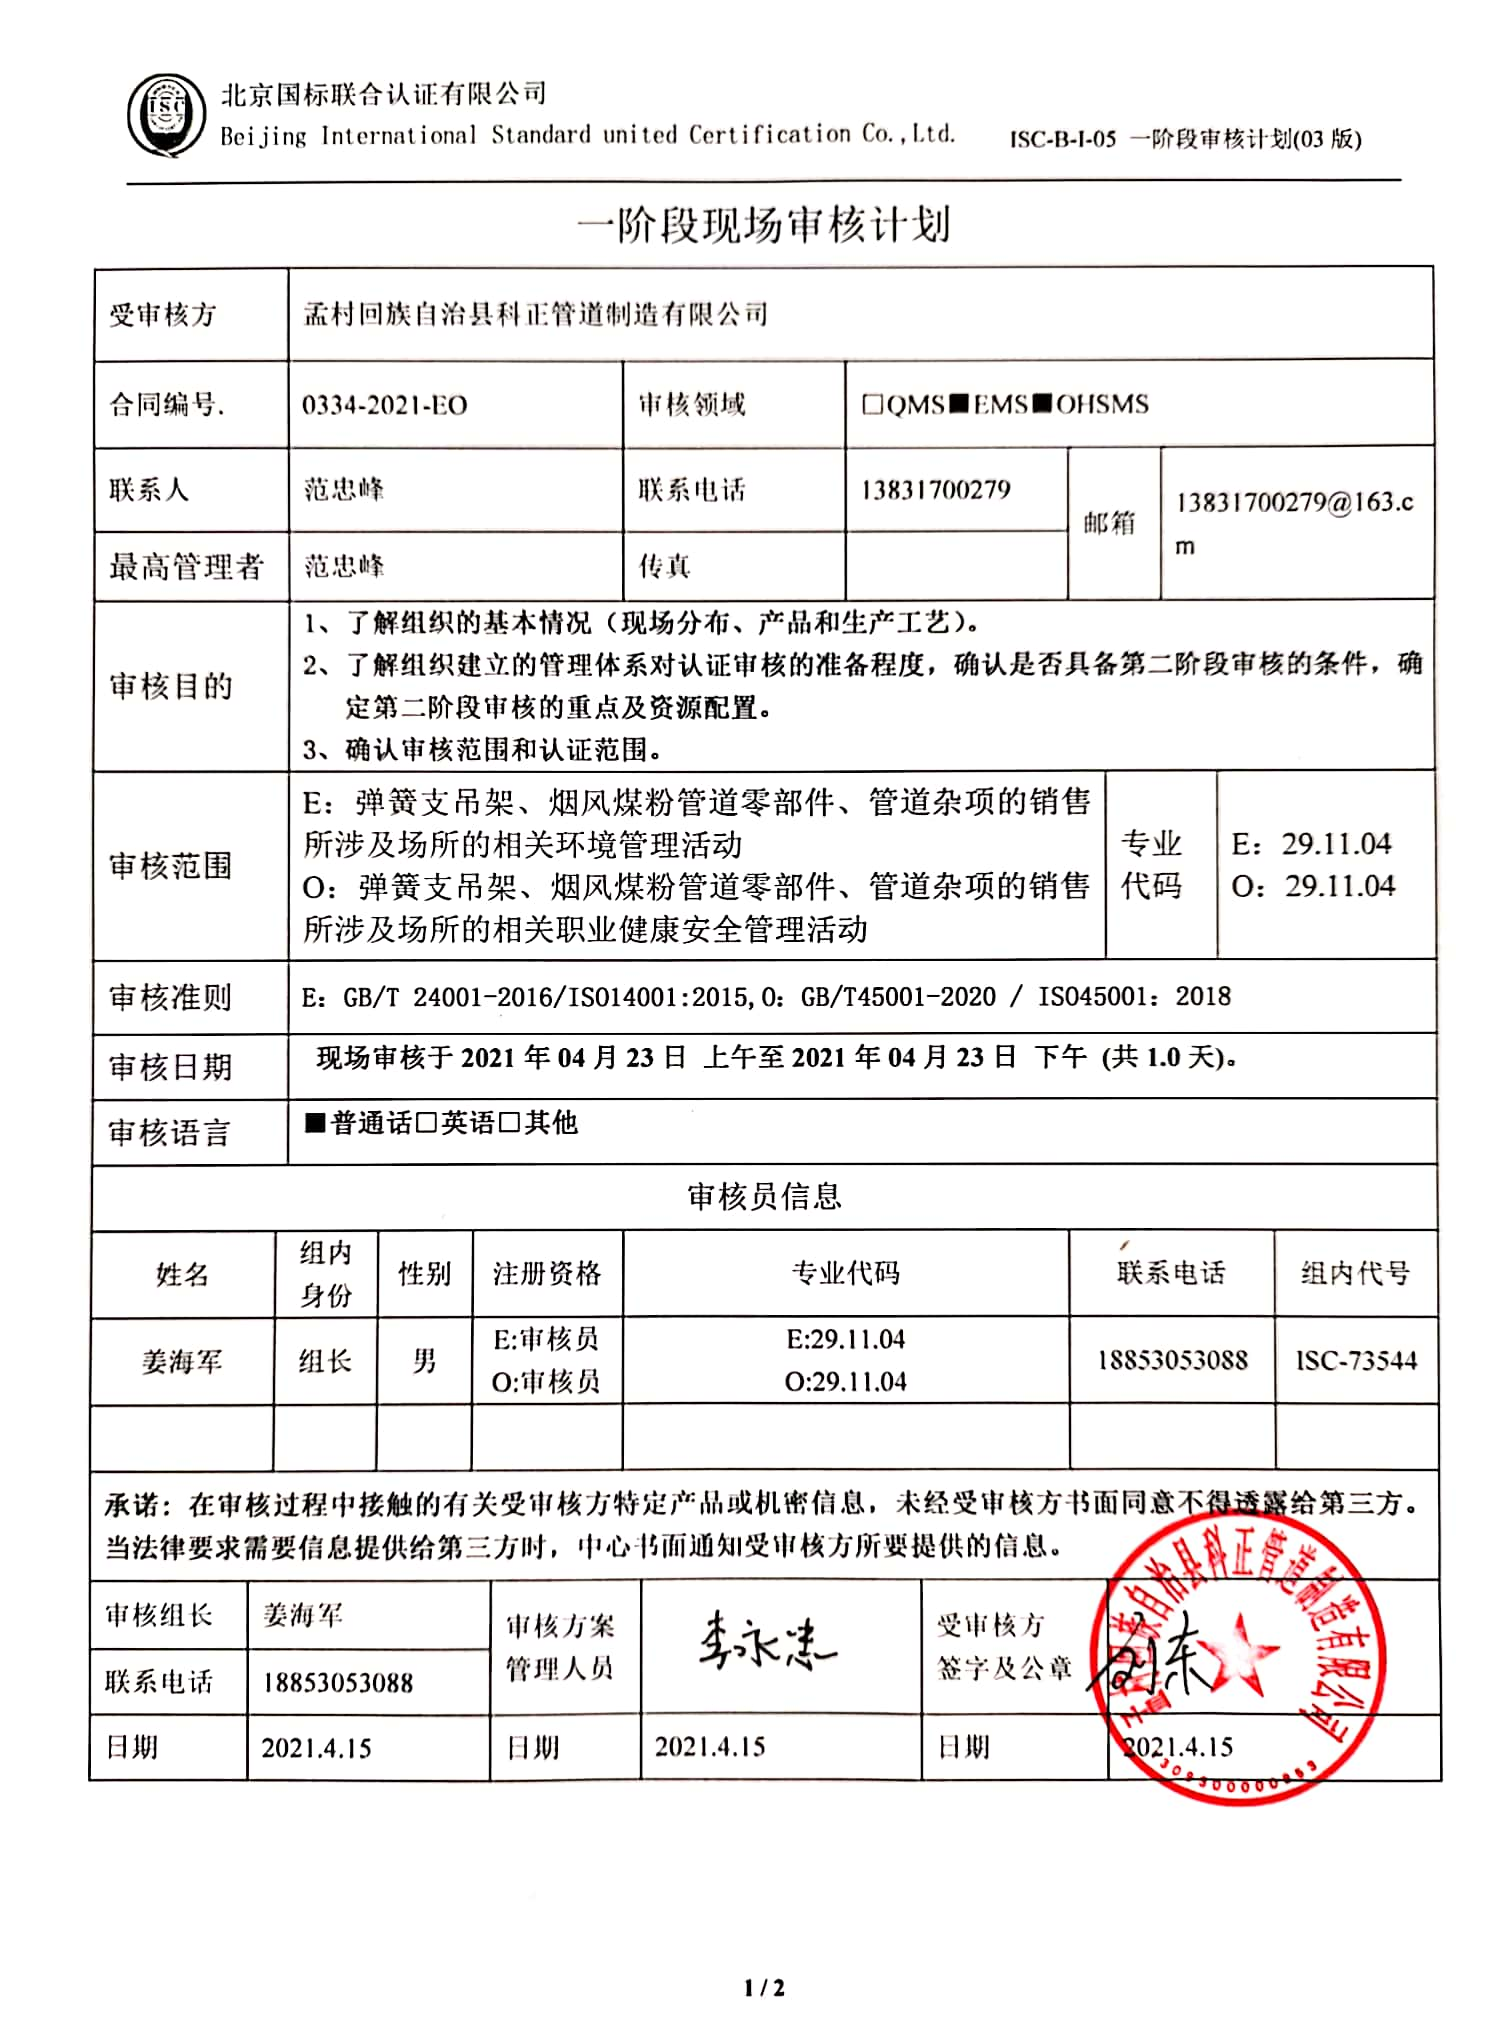 ISC
北京国标联合认证有限公司
Beijing International Standard united Certification Co.,Ltd.
ISC-B-I-05 一阶段审核计划(03 版)
一阶段现场审核计划
受审核方 孟村回族自治县科正管道制造有限公司
合同编号. 0334-2021-EO 审核领域 □QMS■EMS■OHSMS
联系人 范忠峰 联系电话 13831700279 邮箱 13831700279@163.c
m
最高管理者 范忠峰 传真
审核目的
1、了解组织的基本情况（现场分布、产品和生产工艺）。
2、了解组织建立的管理体系对认证审核的准备程度，确认是否具备第二阶段审核的条件，确
定第二阶段审核的重点及资源配置。
3、确认审核范围和认证范围。
审核范围
E：弹簧支吊架、烟风煤粉管道零部件、管道杂项的销售
所涉及场所的相关环境管理活动
O：弹簧支吊架、烟风煤粉管道零部件、管道杂项的销售
所涉及场所的相关职业健康安全管理活动
专业
代码
E：29.11.04
O：29.11.04
审核准则 E：GB/T 24001-2016/ISO14001:2015,O：GB/T45001-2020 / ISO45001：2018
审核日期 现场审核于 2021 年 04 月 23 日 上午至 2021 年 04 月 23 日 下午 (共 1.0 天)。
审核语言 ■普通话□英语□其他
审核员信息
姓名 组内
身份 性别 注册资格 专业代码 联系电话 组内代号
姜海军 组长 男 E:审核员
O:审核员 E:29.11.04
O:29.11.04 18853053088 ISC-73544
承诺：在审核过程中接触的有关受审核方特定产品或机密信息，未经受审核方书面同意不得透露给第三方。
当法律要求需要信息提供给第三方时，中心书面通知受审核方所要提供的信息。
审核组长 姜海军
联系电话 18853053088
审核方案
管理人员
李永忠
受审核方
签字及公章
日期 2021.4.15 日期 2021.4.15 日期 2021.4.15
孟村回族自治县科正管道制造有限公司
1 / 2